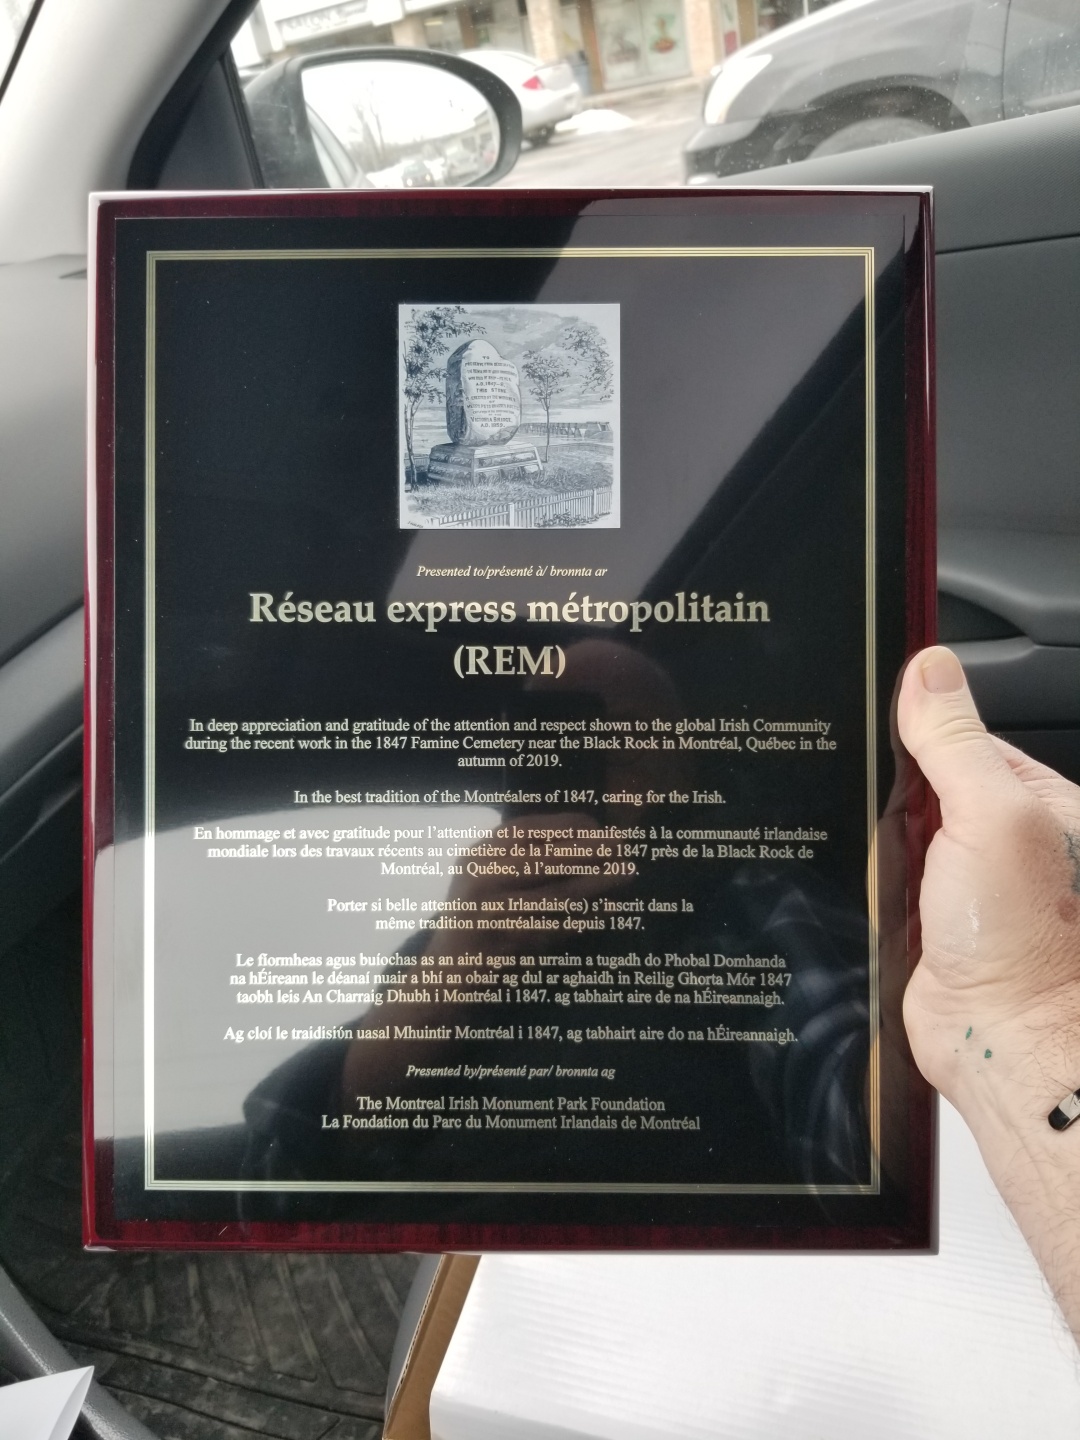 TO
VICTORIA BRIDGE
A.D. 1859
Presented to/présenté à/ bronnta ar
Réseau express métropolitain
(REM)
In deep appreciation and gratitude of the attention and respect shown to the global Irish Community
during the recent work in the 1847 Famine Cemetery near the Black Rock in Montréal, Québec in the
autumn of 2019.
In the best tradition of the Montréalers of 1847, caring for the Irish.
En hommage et avec gratitude pour l'attention et le respect manifestés à la communauté irlandaise
mondiale lors des travaux récents au cimetière de la Famine de 1847 près de la Black Rock de
Montréal, au Québec, à l'automne 2019.
Porter si belle attention aux Irlandais(es) s'inscrit dans la
même tradition montréalaise depuis 1847.
Le fíormheas agus buíochas as an aird agus an urraim a tugadh do Phobal Domhanda
na hÉireann le déanaí nuair a bhí an obair ag dul ar aghaidh in Reilig Ghorta Mór 1847
taobh leis An Charraig Dhubh i Montréal i 1847. ag tabhairt aire de na hÉireannaigh.
Ag cloí le traidisiún uasal Mhuintir Montréal i 1847, ag tabhairt aire do na hÉireannaigh.
Presented by/présenté par/ bronnta ag
The Montreal Irish Monument Park Foundation
La Fondation du Parc du Monument Irlandais de Montréal